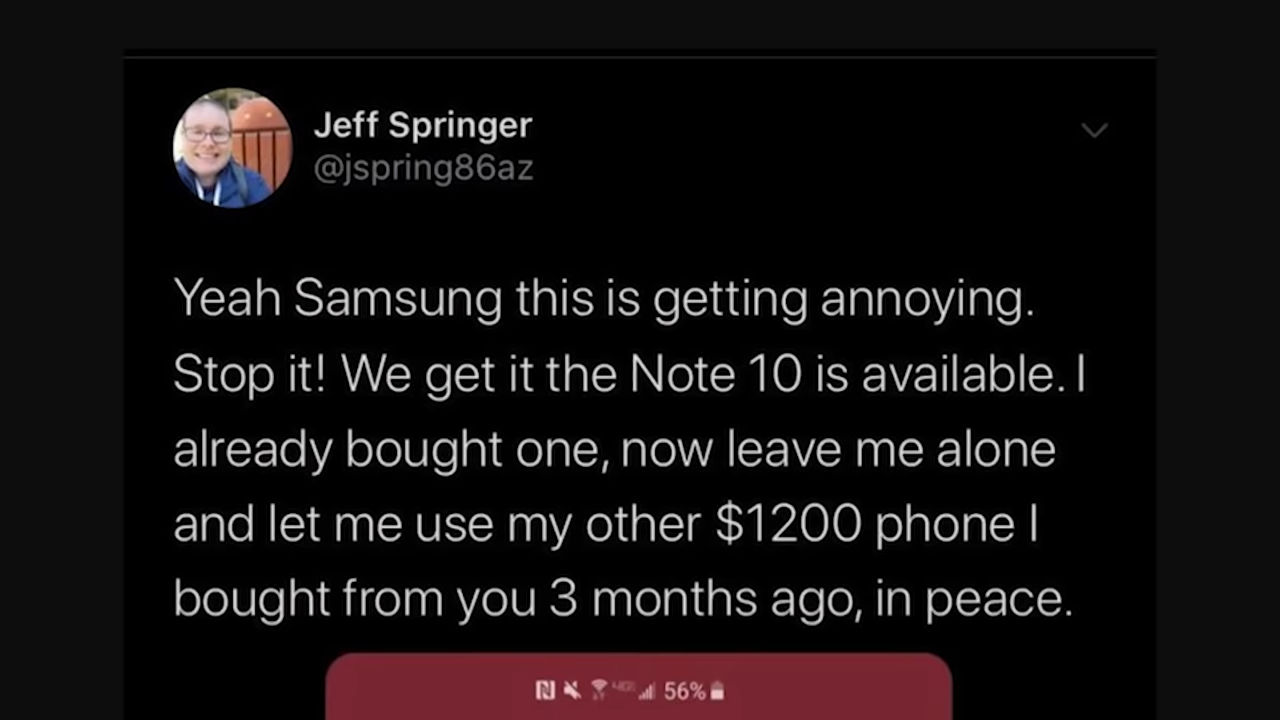 Jeff Springer
@jspring86az
Yeah Samsung this is getting annoying.
Stop it! We get it the Note 10 is available. I
already bought one, now leave me alone
and let me use my other $1200 phone I
bought from you 3 months ago, in peace.
56%